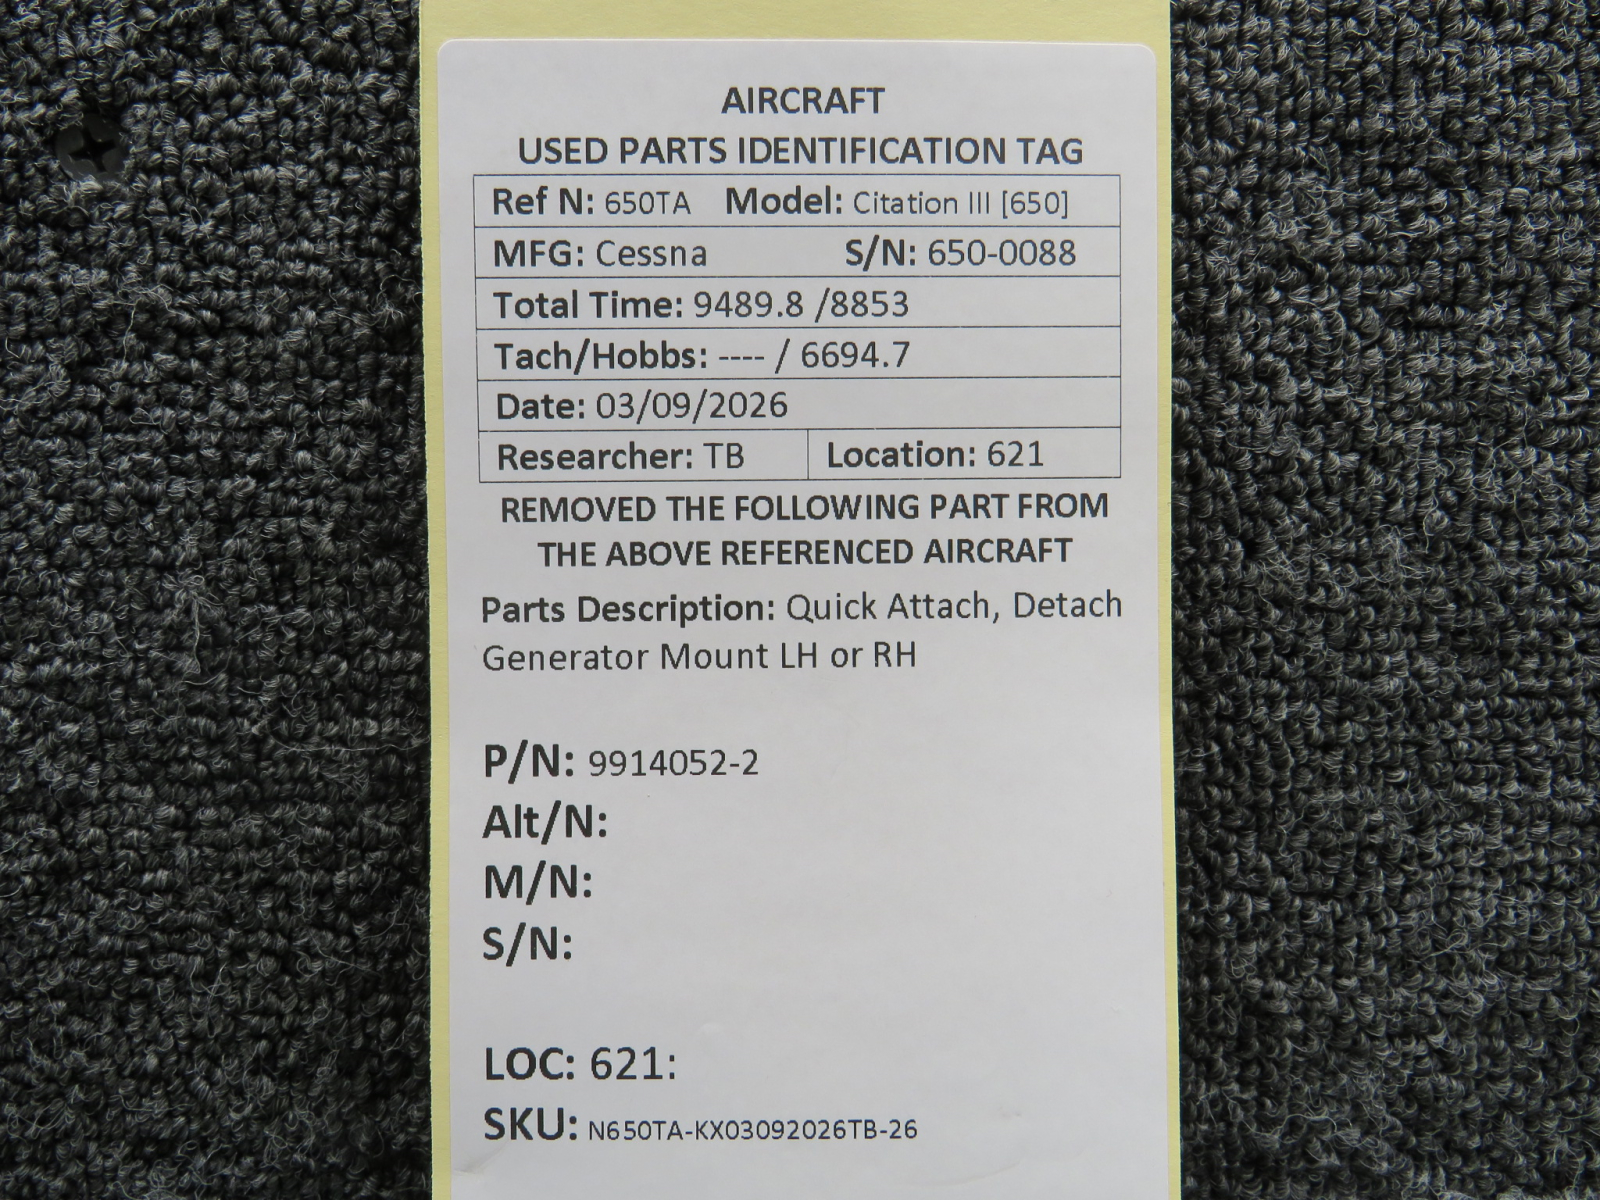 AIRCRAFT
USED PARTS IDENTIFICATION TAG
Ref N: 650TA Model: Citation III [650]
MFG: Cessna S/N: 650-0088
Total Time: 9489.8 /8853
Tach/Hobbs: ---- / 6694.7
Date: 03/09/2026
Researcher: TB Location: 621
REMOVED THE FOLLOWING PART FROM
THE ABOVE REFERENCED AIRCRAFT
Parts Description: Quick Attach, Detach
Generator Mount LH or RH
P/N: 9914052-2
Alt/N:
M/N:
S/N:
LOC: 621:
SKU: N650TA-KX03092026TB-26